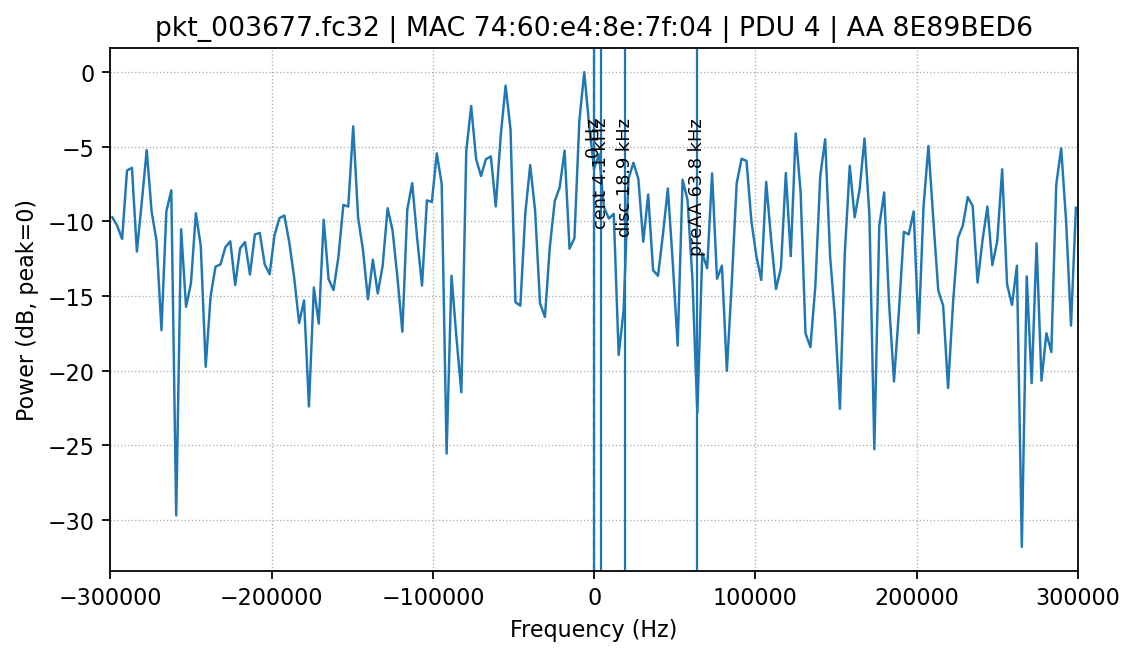 pkt_003677.fc32 | MAC 74:60:e4:8e:7f:04 | PDU 4 | AA 8E89BED6
Power (dB, peak=0)
0
−5
−10
−15
−20
−25
−30
0 Hz
cent 4.1 kHz
disc 18.9 kHz
preAA 63.8 kHz
−300000
−200000
−100000
0
100000
200000
300000
Frequency (Hz)